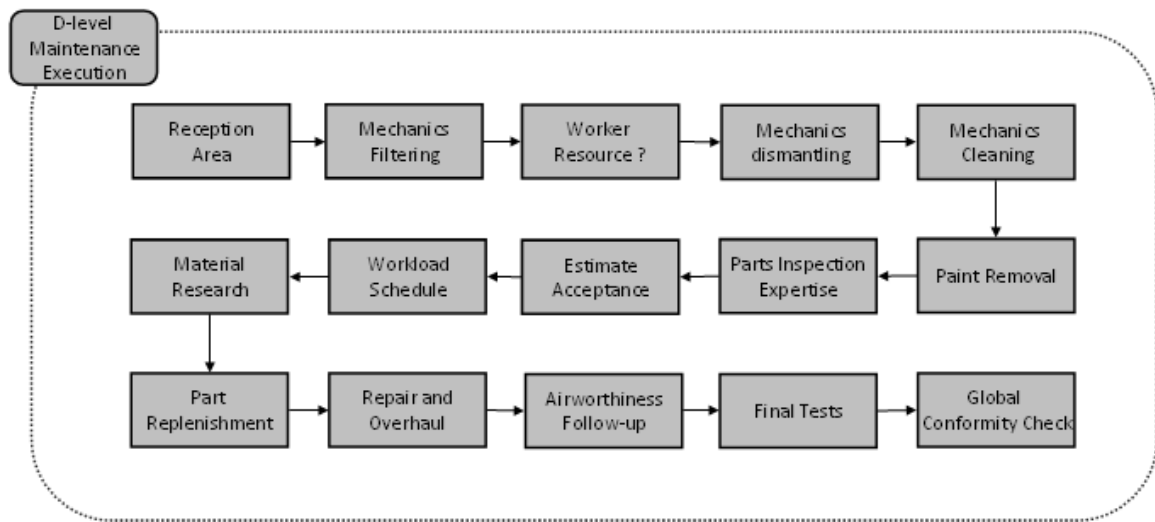 D-level
Maintenance
Execution
Reception
Area
Mechanics
Filtering
Worker
Resource ?
Mechanics
dismantling
Mechanics
Cleaning
Material
Research
Workload
Schedule
Estimate
Acceptance
Parts Inspection
Expertise
Paint Removal
Part
Replenishment
Repair and
Overhaul
Airworthiness
Follow-up
Final Tests
Global
Conformity Check